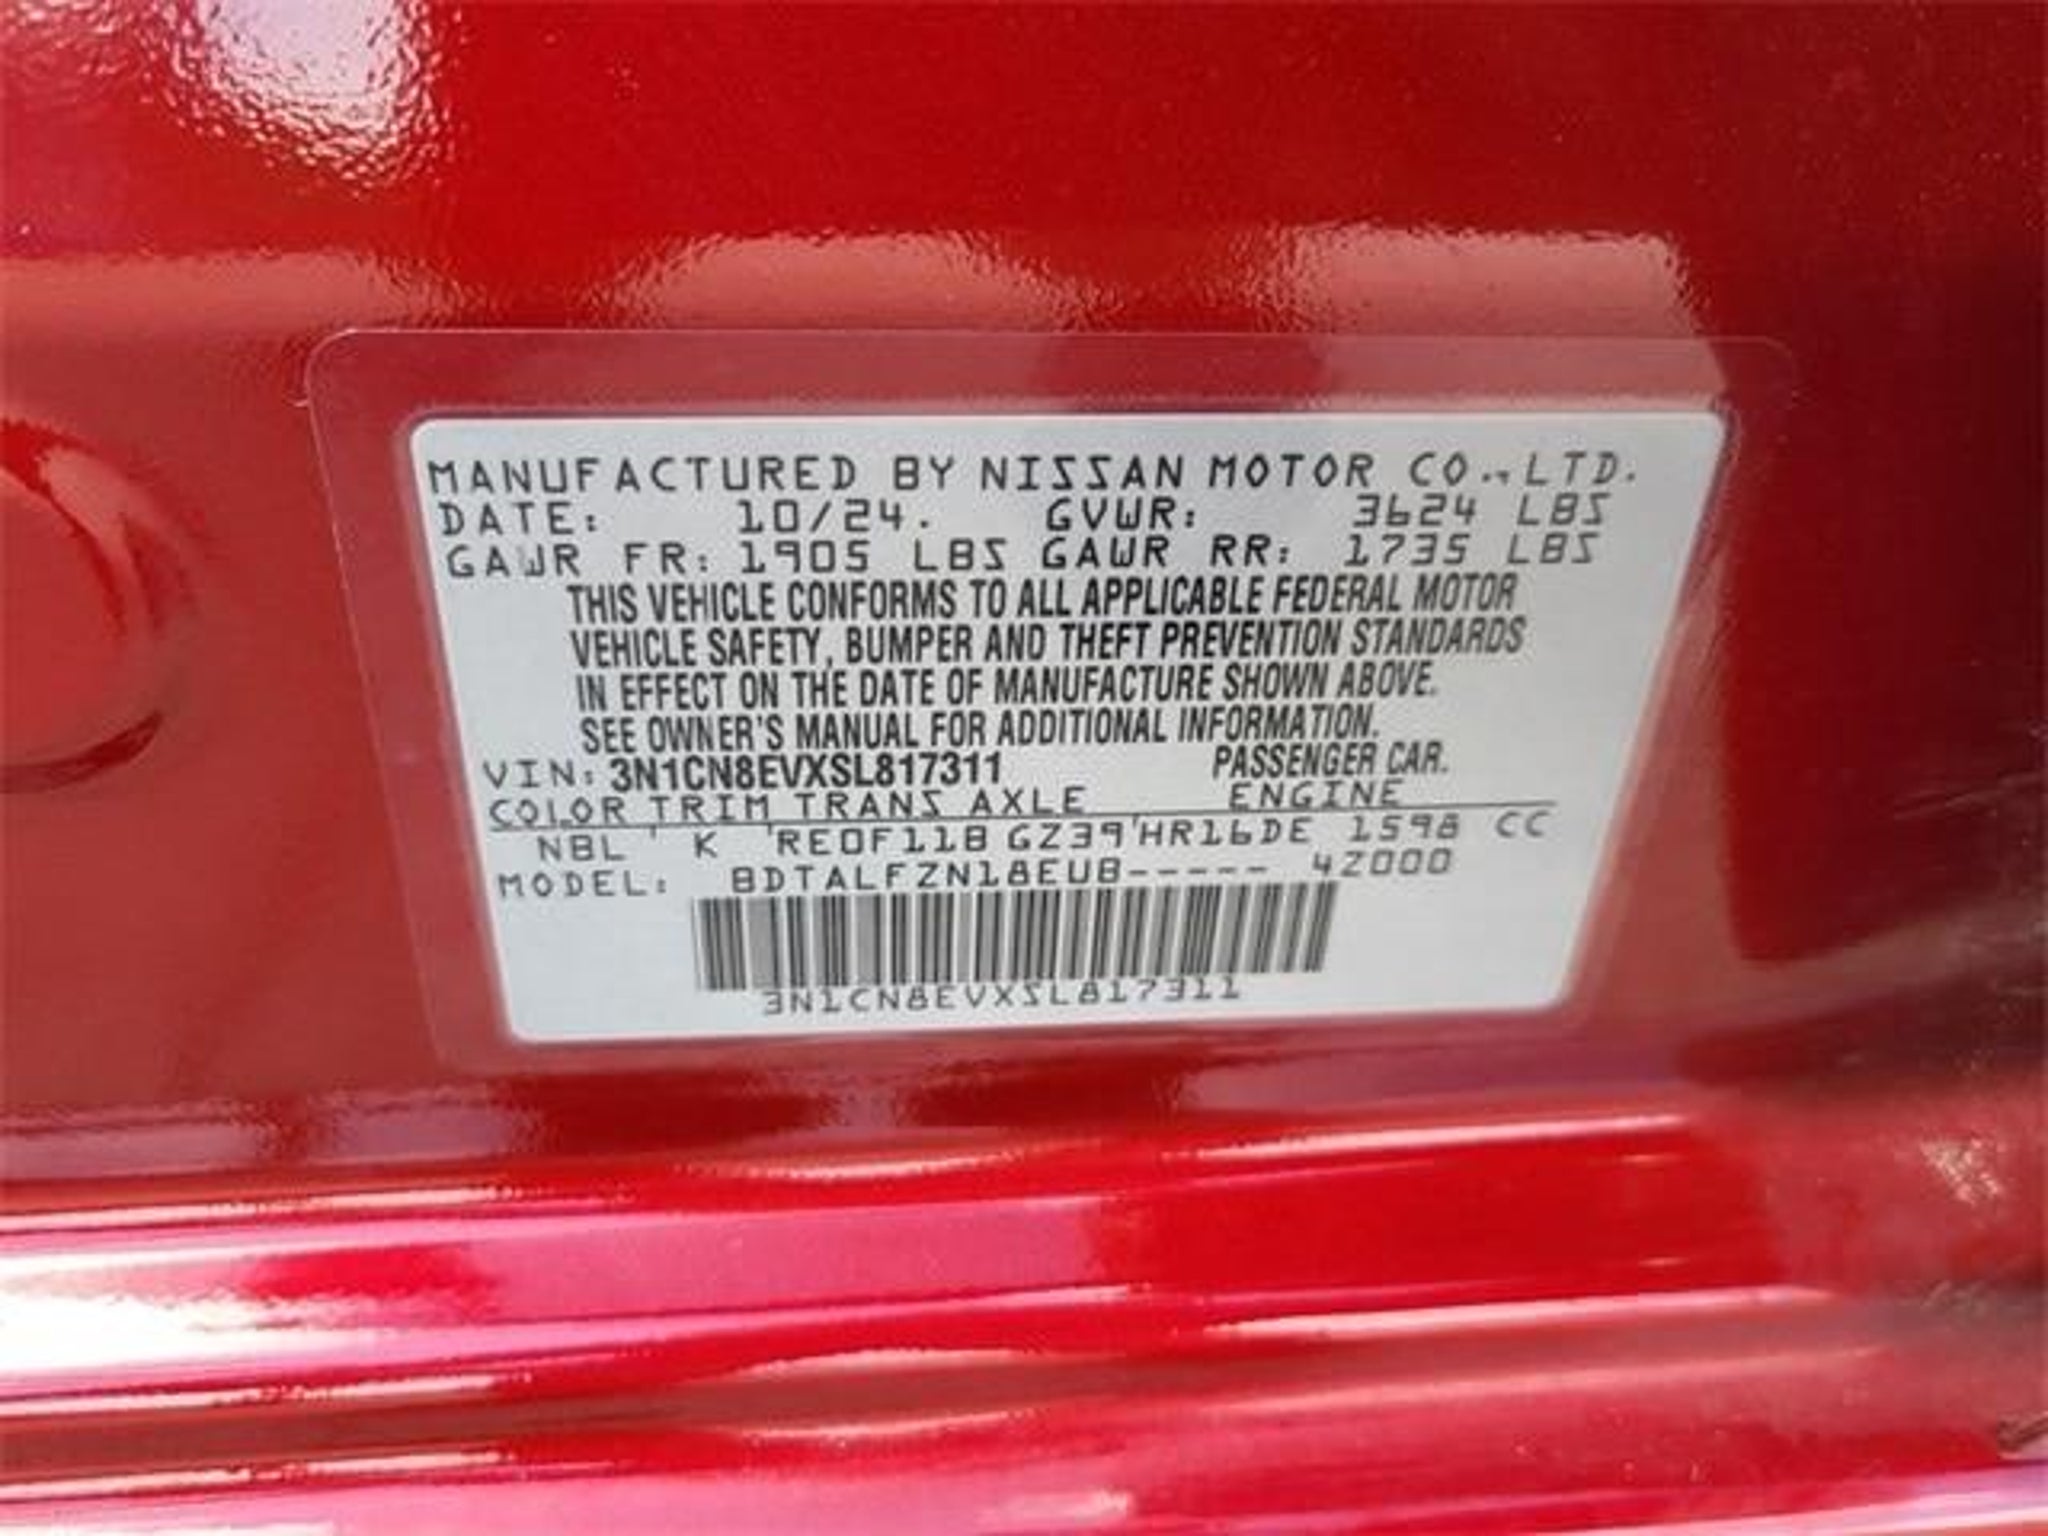 MANUFACTURED BY NISSAN MOTOR CO., LTD.
DATE: 10/24. GVWR: 3624 LBS
GAWR FR: 1905 LBS GAWR RR: 1735 LBS
THIS VEHICLE CONFORMS TO ALL APPLICABLE FEDERAL MOTOR
VEHICLE SAFETY, BUMPER AND THEFT PREVENTION STANDARDS
IN EFFECT ON THE DATE OF MANUFACTURE SHOWN ABOVE.
SEE OWNER'S MANUAL FOR ADDITIONAL INFORMATION.
VIN: 3N1CN8EVXSL817311 PASSENGER CAR.
COLOR TRIM TRANS AXLE ENGINE
NBL K RE0F11B GZ39 HR16DE 1598 CC
MODEL: BDTALFZN18EUB----- 4Z000
3N1CN8EVXSL817311